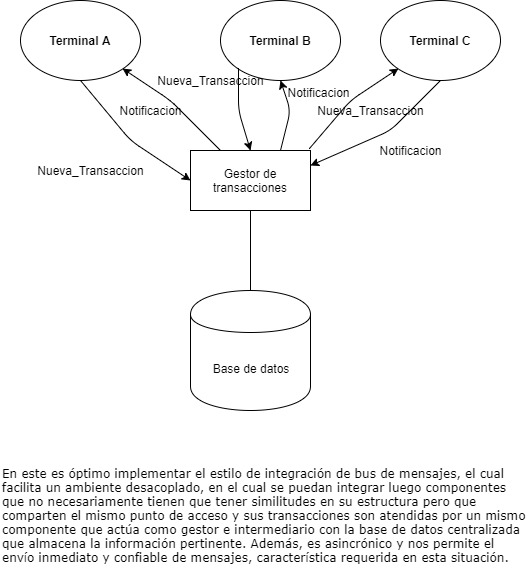 Terminal A
Terminal B
Terminal C
Nueva_Transaccion
Notificacion
Notificacion
Nueva_Transaccion
Nueva_Transaccion
Notificacion
Gestor de
transacciones
Base de datos
En este es óptimo implementar el estilo de integración de bus de mensajes, el cual
facilita un ambiente desacoplado, en el cual se puedan integrar luego componentes
que no necesariamente tienen que tener similitudes en su estructura pero que
comparten el mismo punto de acceso y sus transacciones son atendidas por un mismo
componente que actúa como gestor e intermediario con la base de datos centralizada
que almacena la información pertinente. Además, es asincrónico y nos permite el
envío inmediato y confiable de mensajes, característica requerida en esta situación.